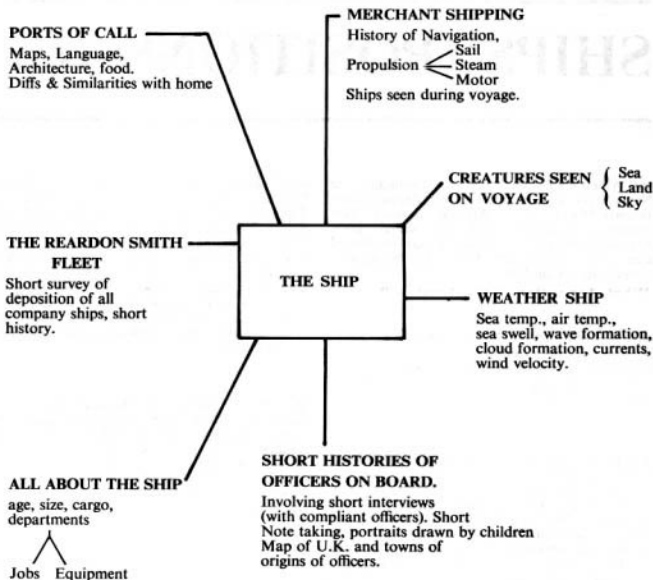 PORTS OF CALL
Maps, Language,
Architecture, food.
Diffs & Similarities with home
MERCHANT SHIPPING
History of Navigation,
Propulsion
Sail
Steam
Motor
Ships seen during voyage.
CREATURES SEEN
ON VOYAGE
Sea
Land
Sky
THE REARDON SMITH
FLEET
Short survey of
deposition of all
company ships, short
history.
THE SHIP
WEATHER SHIP
Sea temp., air temp.,
sea swell, wave formation,
cloud formation, currents,
wind velocity.
ALL ABOUT THE SHIP
age, size, cargo,
departments
Jobs Equipment
SHORT HISTORIES OF
OFFICERS ON BOARD.
Involving short interviews
(with compliant officers). Short
Note taking, portraits drawn by children
Map of U.K. and towns of
origins of officers.